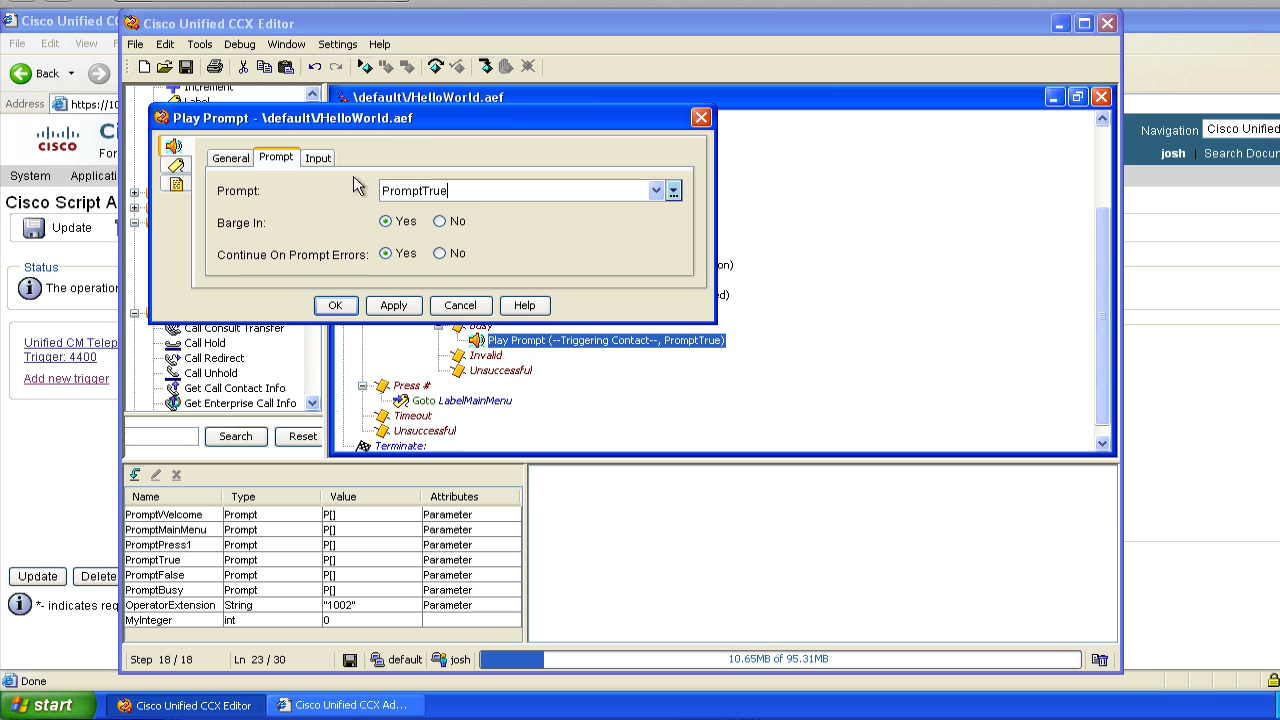 Cisco Unified CC
Cisco Unified CCX Editor
File Edit View
File Edit Tools Debug Window Settings Help
Back
Address https://10
\default\/HelloWorld.aef
Increment
Label
Play Prompt - \default\/HelloWorld.aef
General Prompt Input
Prompt: PromptTrue
Barge In: Yes No
Continue On Prompt Errors: Yes No
OK Apply Cancel Help
cisco
For
System Applicati
Navigation Cisco Unifie
josh Search Docum
Cisco Script A
Update
Status
The operatio
Unified CM Telep
Trigger: 4400
Add new trigger
on)
ed)
Busy
Play Prompt (--Triggering Contact--, PromptTrue)
Invalid
Unsuccessful
Press #
Goto LabelMainMenu
Timeout
Unsuccessful
Terminate:
Call Consult Transfer
Call Hold
Call Redirect
Call Unhold
Get Call Contact Info
Get Enterprise Call Info
Search Reset
Name Type Value Attributes
PromptWelcome Prompt P[] Parameter
PromptMainMenu Prompt P[] Parameter
PromptPress1 Prompt P[] Parameter
PromptTrue Prompt P[] Parameter
PromptFalse Prompt P[] Parameter
PromptBusy Prompt P[] Parameter
OperatorExtension String "1002" Parameter
MyInteger int 0
Update Delete
*- indicates req
Step 18 / 18 Ln 23 / 30 default josh 10.65MB of 95.31MB
Done
start Cisco Unified CCX Editor Cisco Unified CCX Ad...